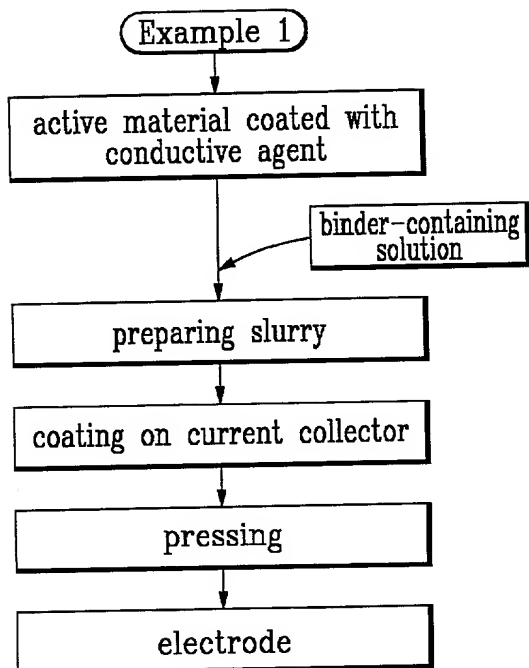 Example 1
active material coated with
conductive agent
binder-containing
solution
preparing slurry
coating on current collector
pressing
electrode